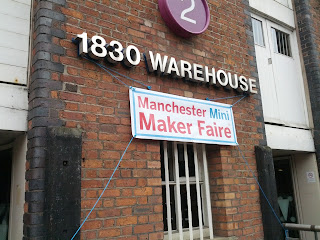 2
1830 WAREHOUSE
Manchester Mini
Maker Faire